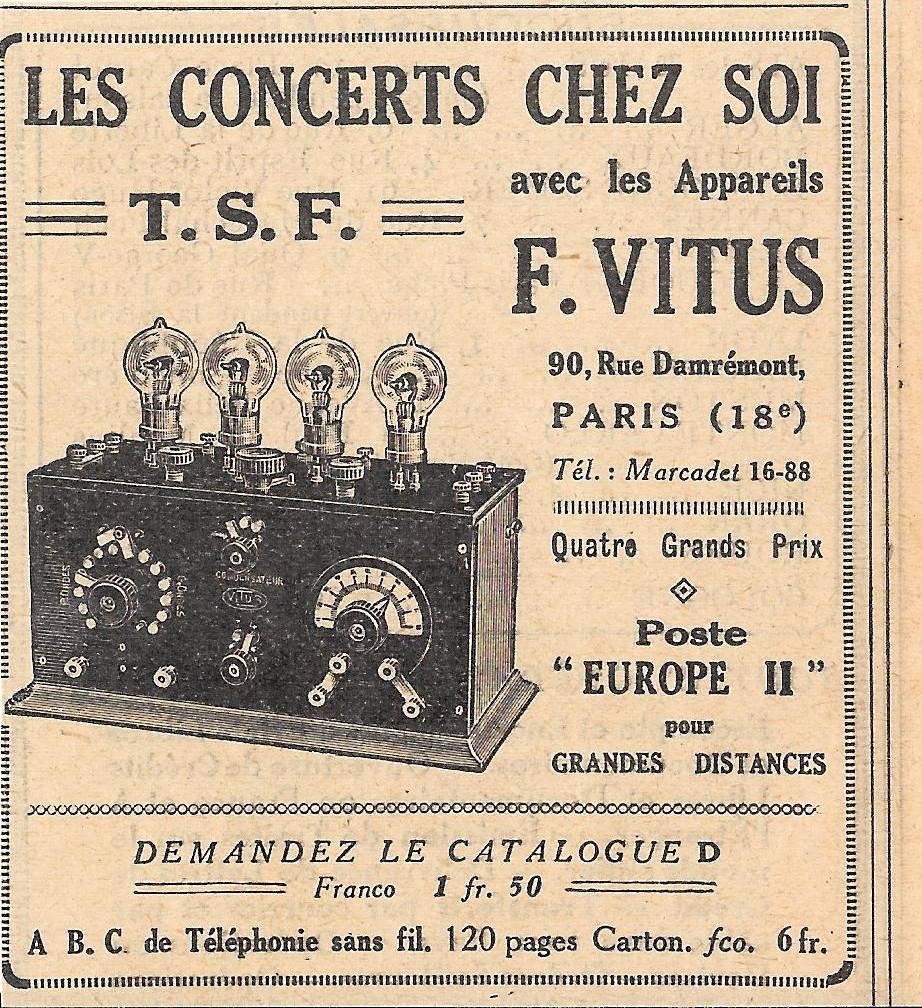 LES CONCERTS CHEZ SOI
T.S.F.
avec les Appareils
F. VITUS
90, Rue Damrémont,
PARIS (18e)
Tél. : Marcadet 16-88
Quatre Grands Prix
Poste
"EUROPE II"
pour
GRANDES DISTANCES
CONDENSATEUR
DEMANDEZ LE CATALOGUE D
Franco 1 fr. 50
A B. C. de Téléphonie sans fil. 120 pages Carton. fco. 6 fr.